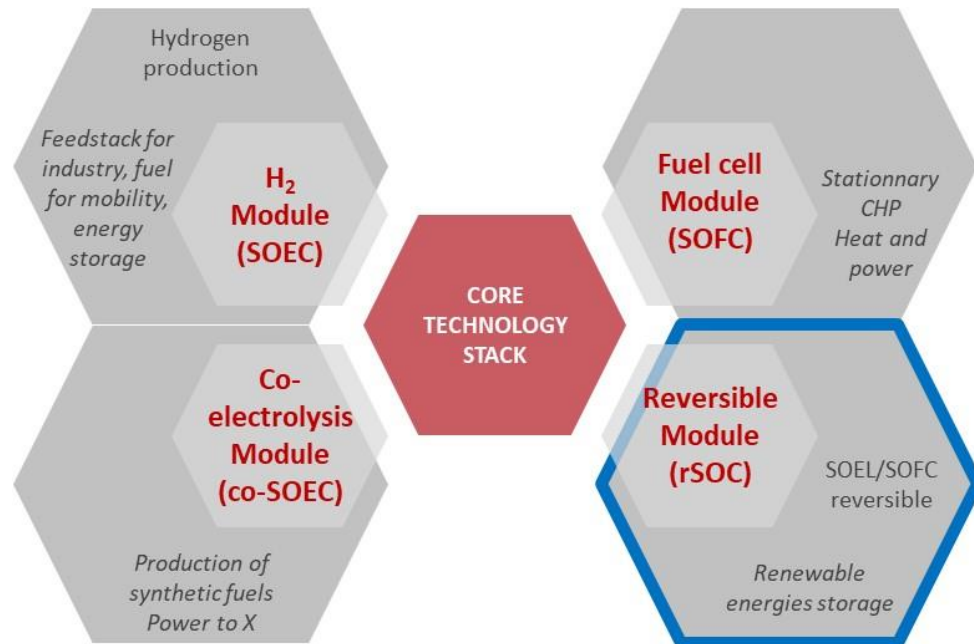 Hydrogen
production
Feedstack for
industry, fuel
for mobility,
energy
storage
H₂
Module
(SOEC)
Fuel cell
Module
(SOFC)
Stationnary
CHP
Heat and
power
CORE
TECHNOLOGY
STACK
Co-
electrolysis
Module
(co-SOEC)
Production of
synthetic fuels
Power to X
Reversible
Module
(rSOC)
SOEL/SOFC
reversible
Renewable
energies storage